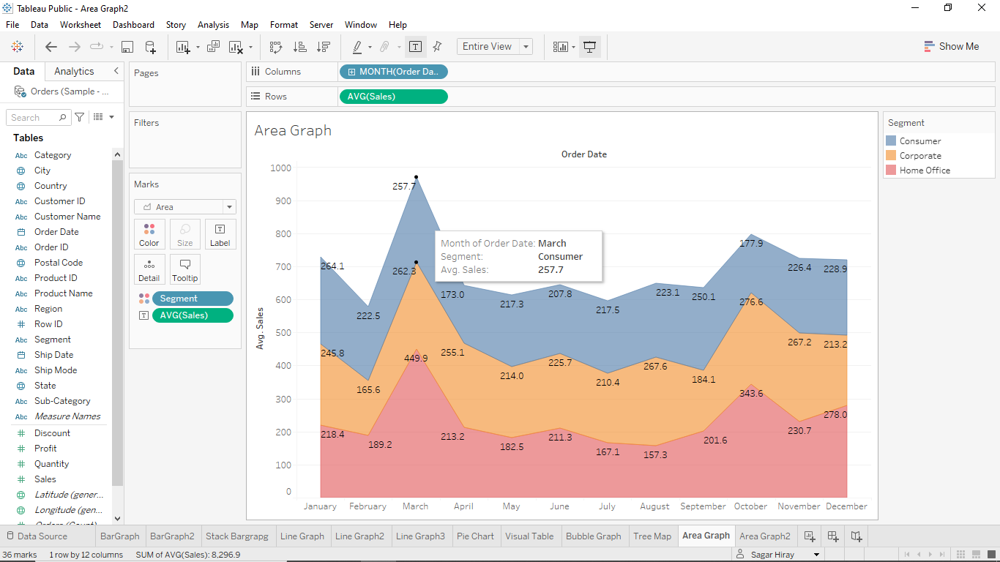 Tableau Public - Area Graph2
File Data Worksheet Dashboard Story Analysis Map Format Server Window Help
Entire View
Show Me
Data Analytics
Orders (Sample - ...
Search
Tables
Abc Category
City
Country
Abc Customer ID
Abc Customer Name
Order Date
Abc Order ID
Postal Code
Abc Product ID
Abc Product Name
Abc Region
Row ID
Abc Segment
Ship Date
Abc Ship Mode
State
Abc Sub-Category
Abc Measure Names
Discount
Profit
Quantity
Sales
Latitude (gener...
Longitude (gen...
Orders (Count)
Pages
Filters
Marks
Area
Color Size Label
Detail Tooltip
Segment
AVG(Sales)
Columns MONTH(Order Da..
Rows AVG(Sales)
Area Graph
Order Date
Avg. Sales
1000
900
800
700
600
500
400
300
200
100
0
264.1 222.5 257.7 173.0 217.3 207.8 217.5 223.1 250.1 177.9 226.4 228.9
245.8 165.6 262.3 255.1 214.0 225.7 210.4 267.6 184.1 276.6 267.2 213.2
218.4 189.2 449.9 213.2 182.5 211.3 167.1 157.3 201.6 343.6 230.7 278.0
Month of Order Date: March
Segment: Consumer
Avg. Sales: 257.7
January February March April May June July August September October November December
Segment
Consumer
Corporate
Home Office
Data Source BarGraph BarGraph2 Stack Bargrapg Line Graph Line Graph2 Line Graph3 Pie Chart Visual Table Bubble Graph Tree Map Area Graph Area Graph2
36 marks 1 row by 12 columns SUM of AVG(Sales): 8,296.9 Sagar Hiray